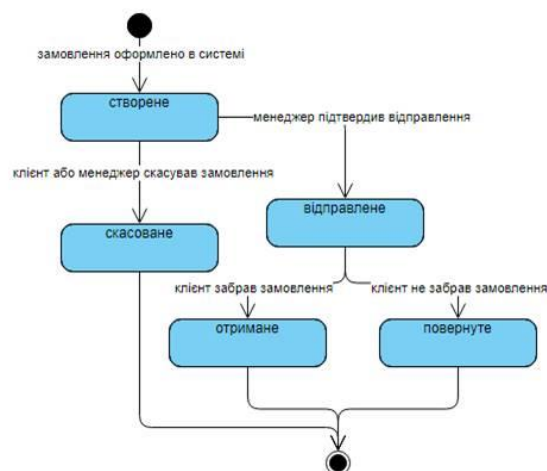 замовлення оформлено в системі
створене
менеджер підтвердив відправлення
клієнт або менеджер скасував замовлення
відправлене
скасоване
клієнт забрав замовлення
клієнт не забрав замовлення
отримане
повернуте